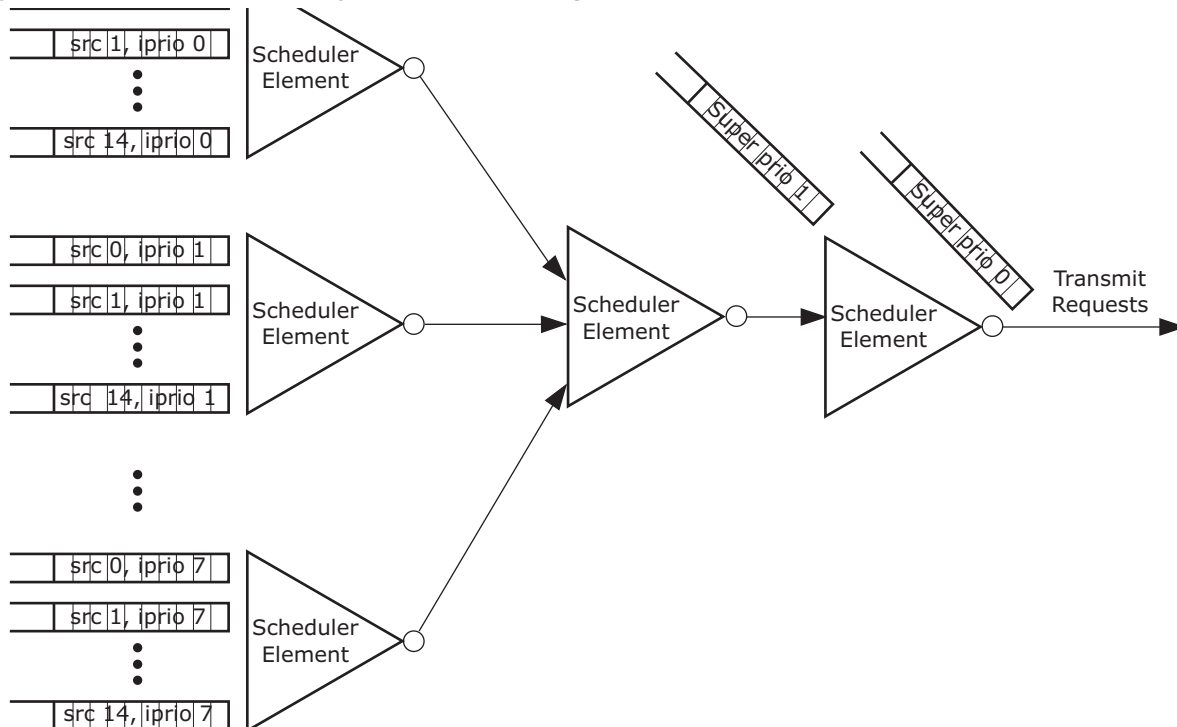 src 1, iprio 0
src 14, iprio 0
Scheduler
Element
src 0, iprio 1
src 1, iprio 1
src 14, iprio 1
Scheduler
Element
src 0, iprio 7
src 1, iprio 7
src 14, iprio 7
Scheduler
Element
Scheduler
Element
Super prio 1
Scheduler
Element
Super prio 0
Transmit
Requests